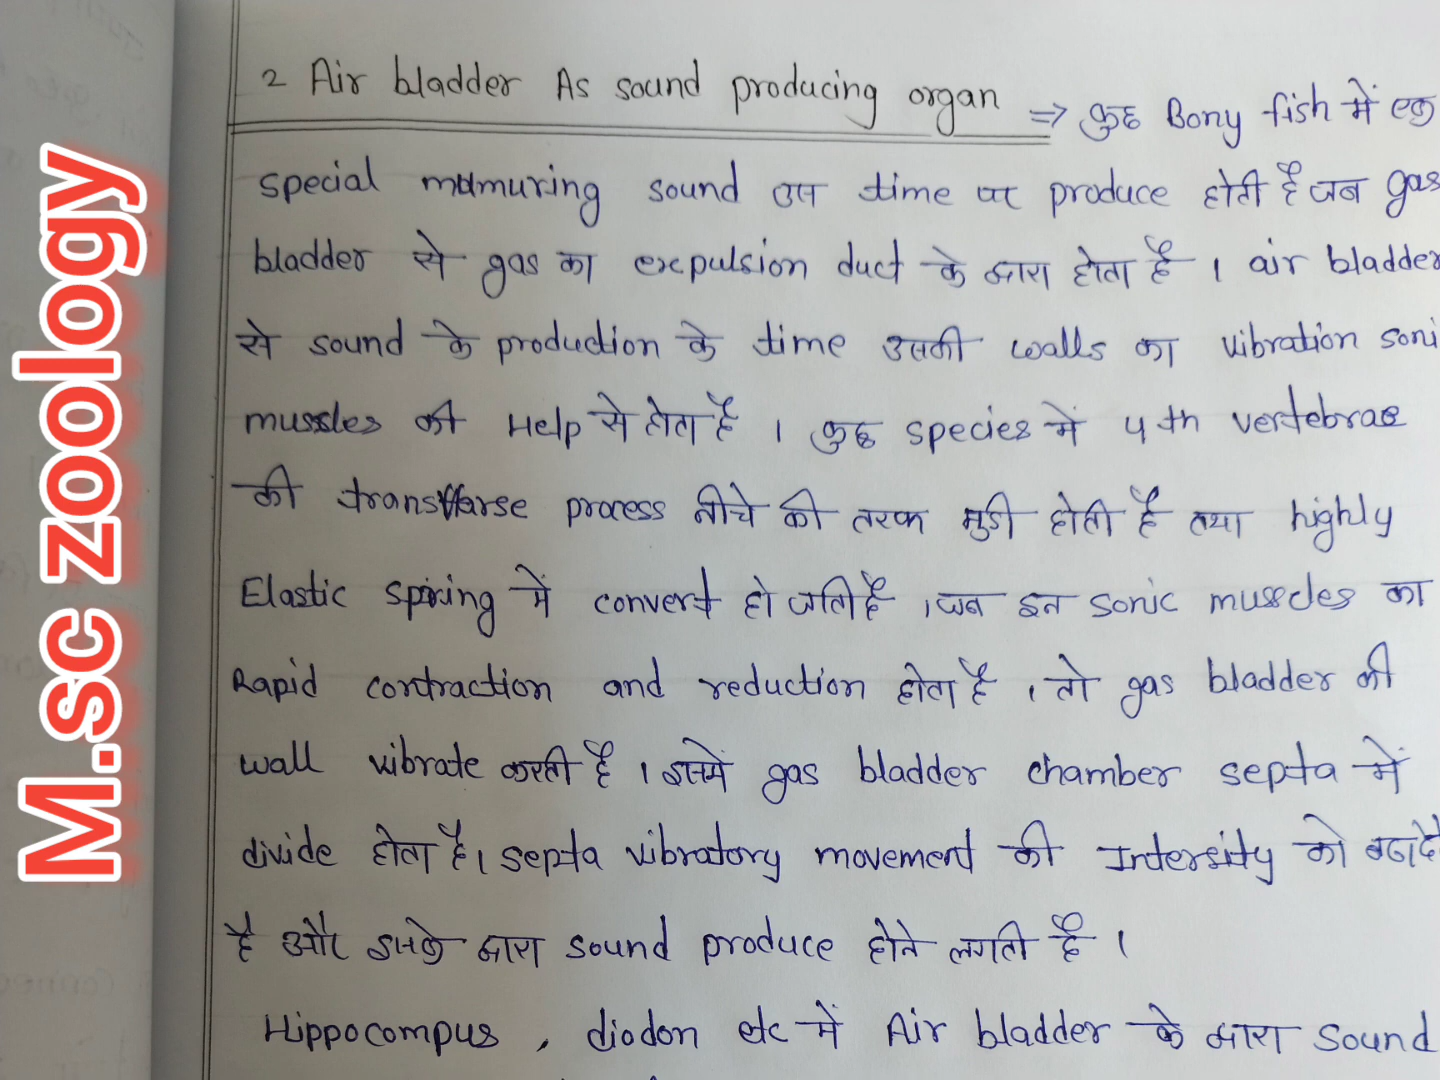 M.sc zoology
2 Air bladder As sound producing organ ⇒ कुछ Bony fish में एक
special mumuring sound उस time पर produce होती है जब gas
bladder से gas का expulsion duct के द्वारा होता है । air bladder
से sound के production के time उसकी walls का vibration soni
muscles की Help से होता है । कुछ species में 4th vertebrae
की transverse process नीचे की तरफ मुडी होती है तथा highly
Elastic spring में convert हो जाती है । जब इन sonic muscles का
Rapid contraction and reduction होता है । तो gas bladder की
wall vibrate करती है । इसमें gas bladder chamber septa में
divide होता है । septa vibratory movement की Intersity को बढा दे
है और इसके द्वारा sound produce होने लगती है ।
Hippocompus , diodon etc में Air bladder के द्वारा sound